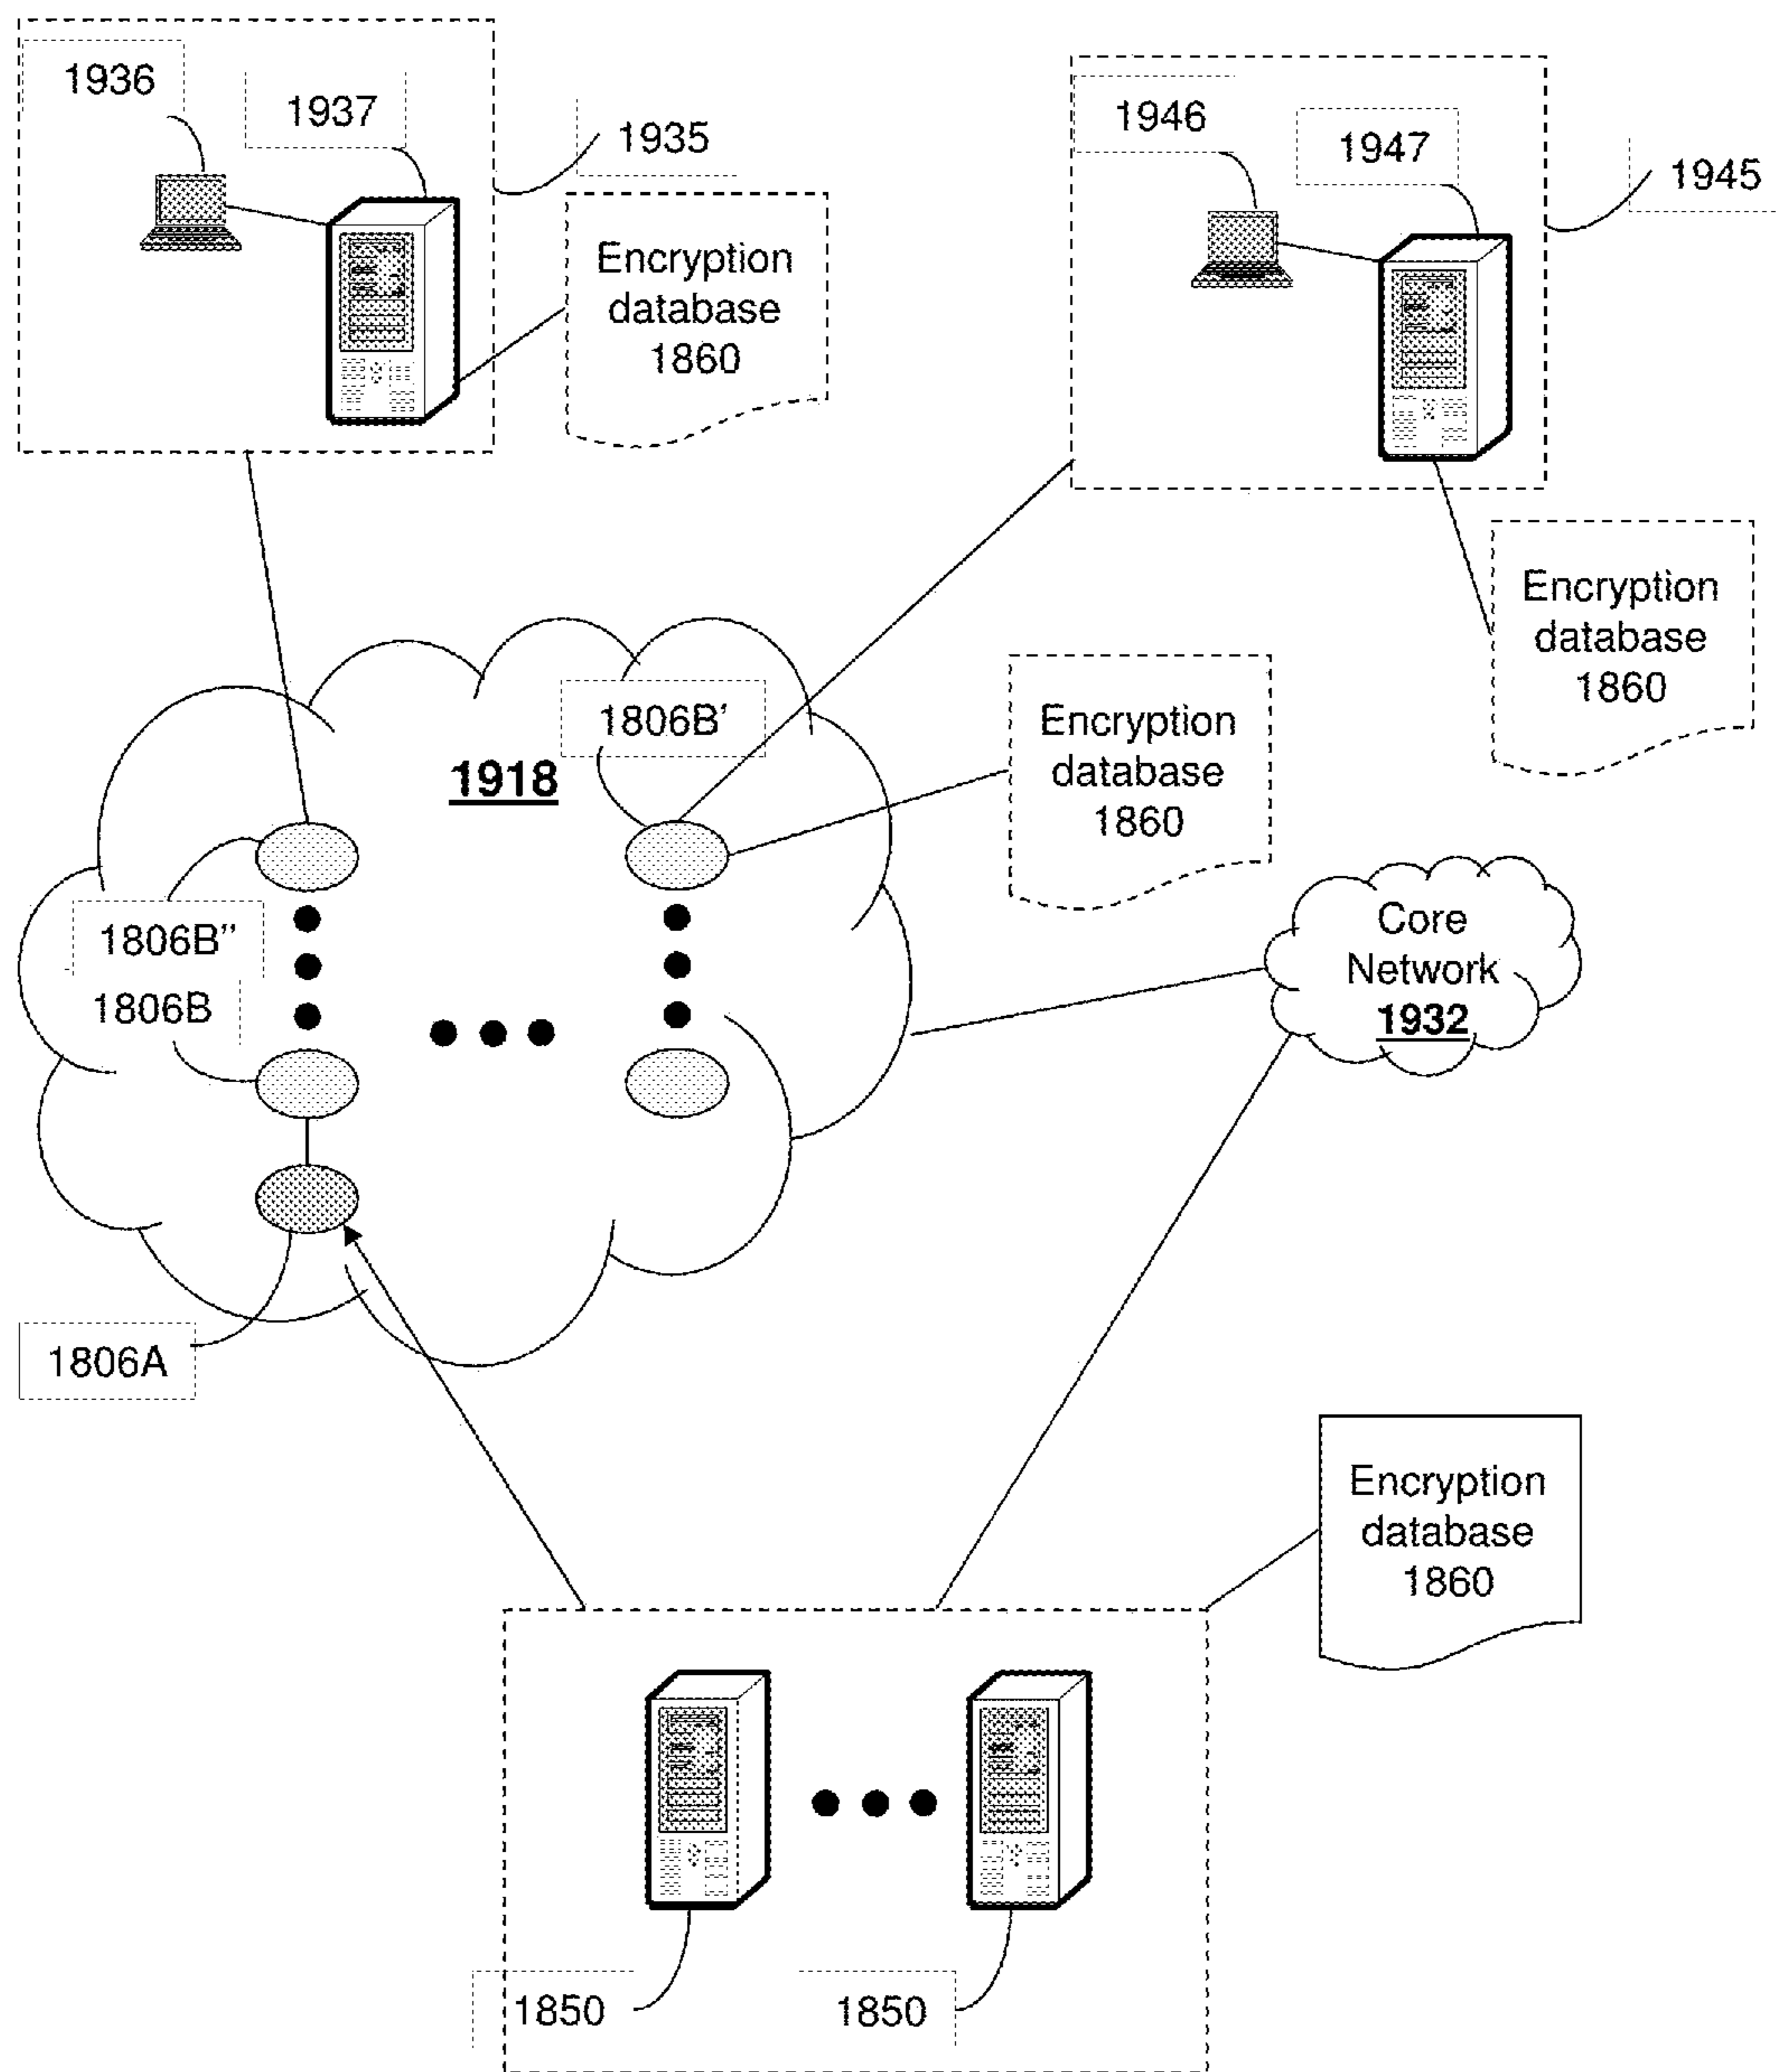 1936
1937
1935
1946
1947
1945
Encryption
database
1860
Encryption
database
1860
1806B'
1918
Encryption
database
1860
1806B''
1806B
Core
Network
1932
1806A
Encryption
database
1860
1850
1850